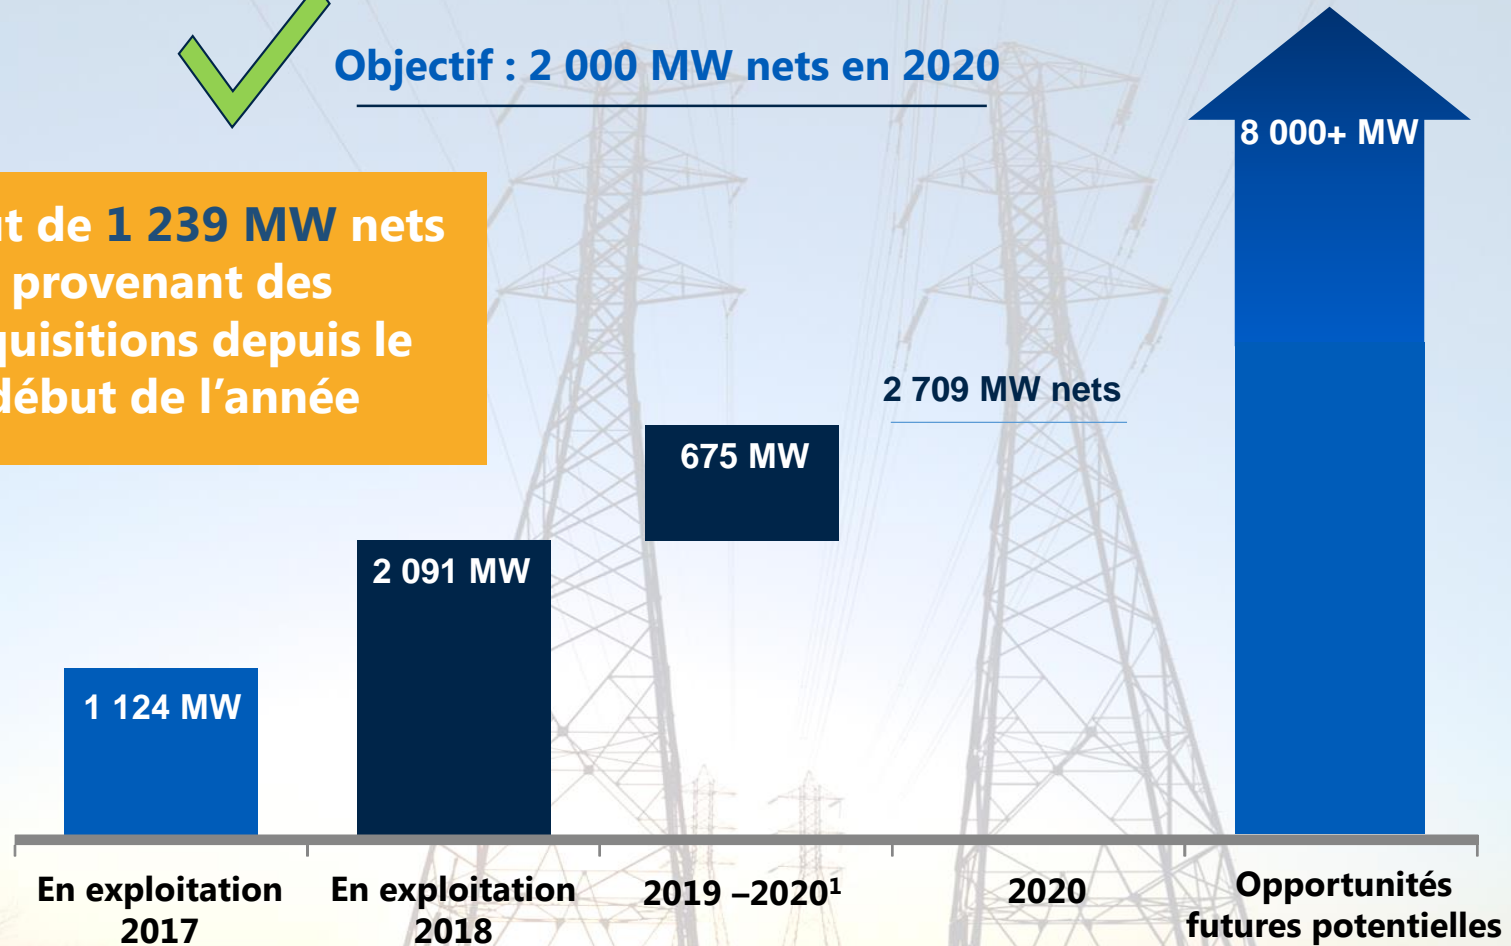 Objectif : 2 000 MW nets en 2020
8 000+ MW
de 1 239 MW nets
provenant des
depuis le
début de l’année
2 709 MW nets
675 MW
2 091 MW
1 124 MW
En exploitation
2017
En exploitation
2018
2019 –2020¹
2020
Opportunités
futures potentielles